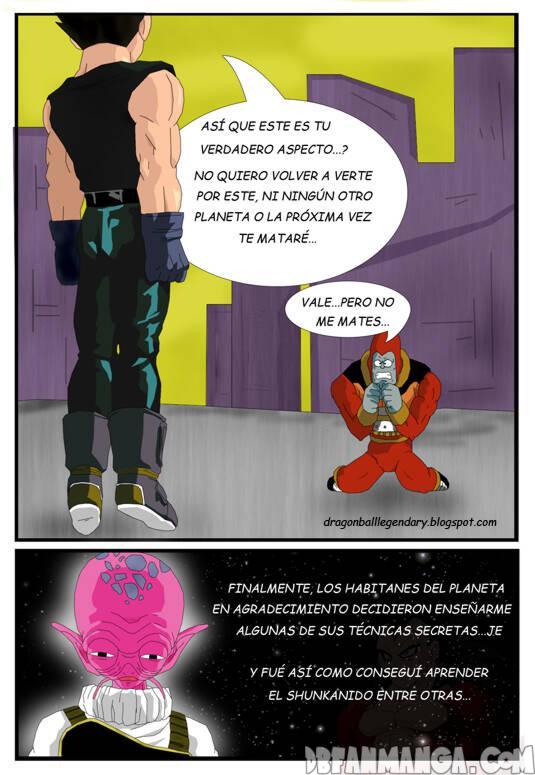 ASÍ QUE ESTE ES TU
VERDADERO ASPECTO...?
NO QUIERO VOLVER A VERTE
POR ESTE, NI NINGÚN OTRO
PLANETA O LA PRÓXIMA VEZ
TE MATARÉ...
VALE...PERO NO
ME MATES...
dragonballlegendary.blogspot.com
FINALMENTE, LOS HABITANES DEL PLANETA
EN AGRADECIMIENTO DECIDIERON ENSEÑARME
ALGUNAS DE SUS TÉCNICAS SECRETAS...JE
Y FUÉ ASÍ COMO CONSEGUÍ APRENDER
EL SHUNKANIDO ENTRE OTRAS...
DBFANMANGA.COM